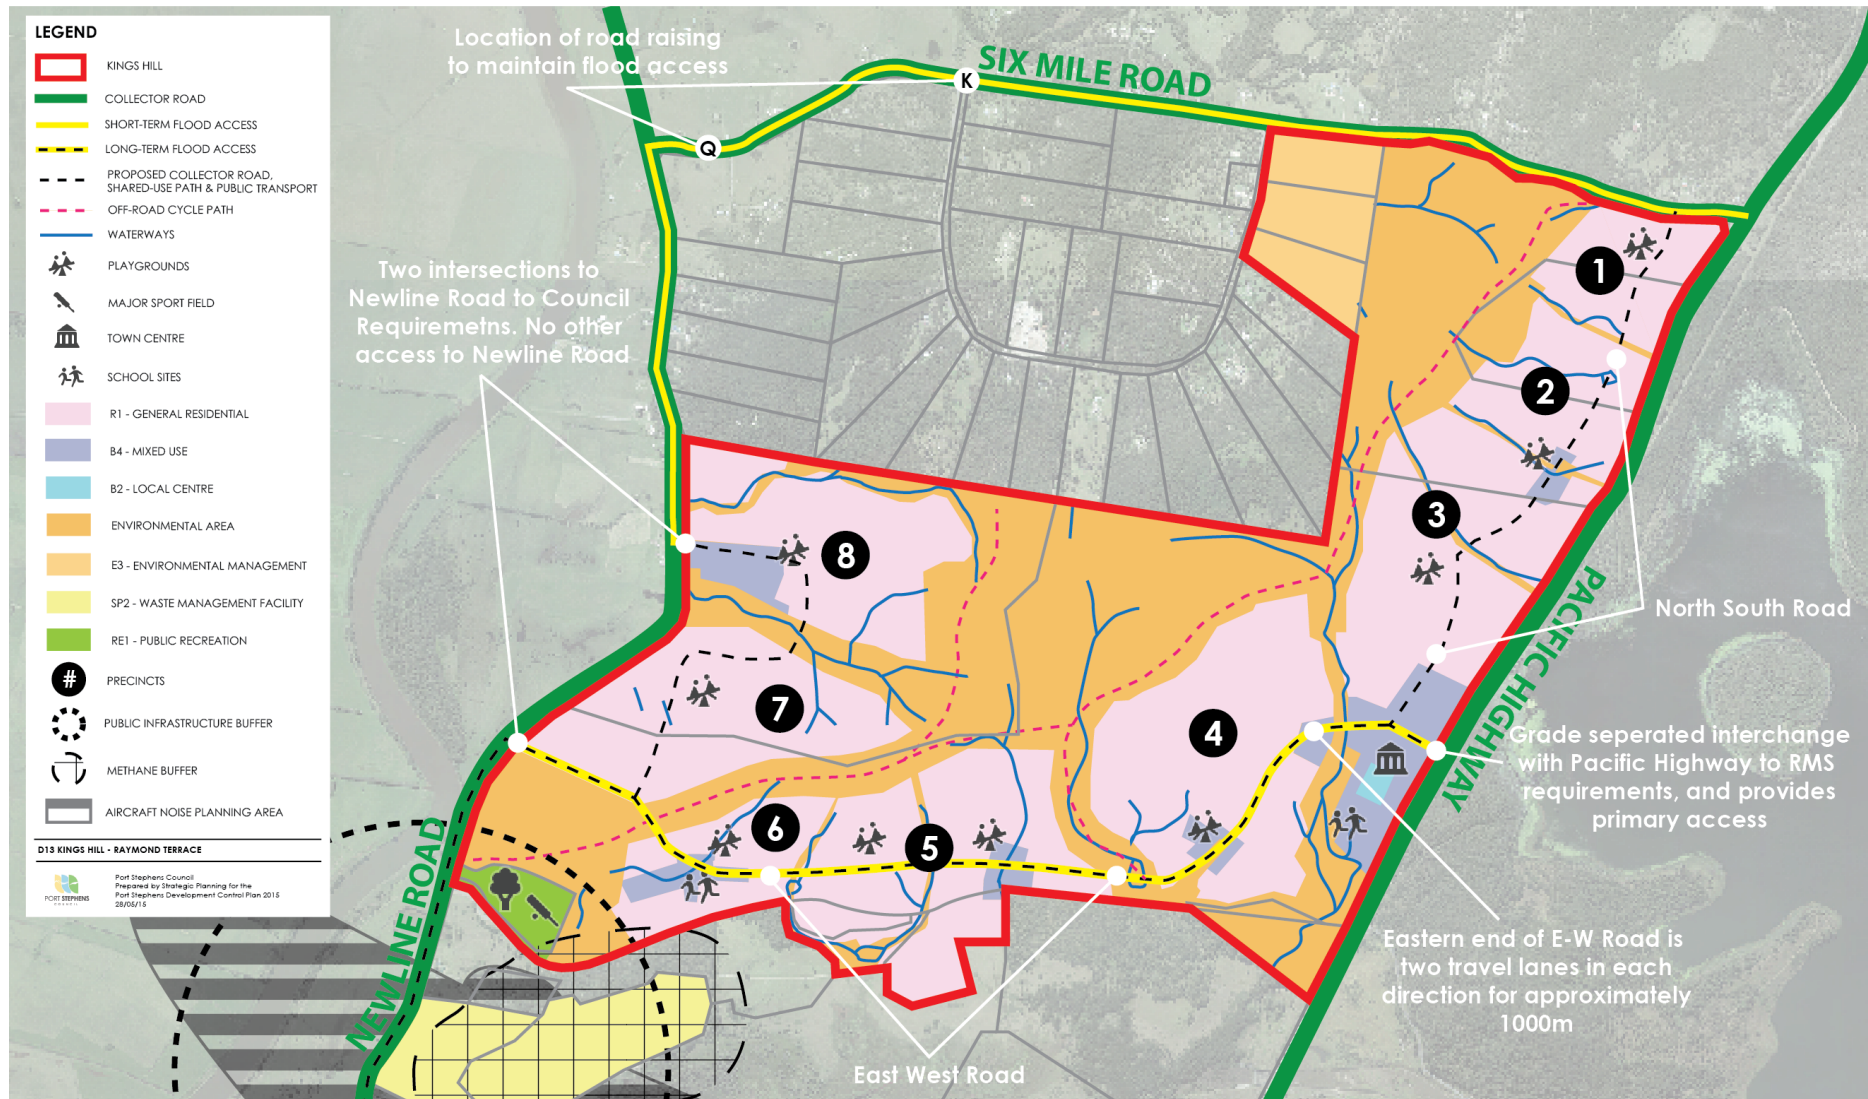 LEGEND
KINGS HILL
COLLECTOR ROAD
SHORT-TERM FLOOD ACCESS
LONG-TERM FLOOD ACCESS
PROPOSED COLLECTOR ROAD,
SHARED-USE PATH & PUBLIC TRANSPORT
OFF-ROAD CYCLE PATH
WATERWAYS
PLAYGROUNDS
MAJOR SPORT FIELD
TOWN CENTRE
SCHOOL SITES
R1 - GENERAL RESIDENTIAL
B4 - MIXED USE
B2 - LOCAL CENTRE
ENVIRONMENTAL AREA
E3 - ENVIRONMENTAL MANAGEMENT
SP2 - WASTE MANAGEMENT FACILITY
RE1 - PUBLIC RECREATION
# PRECINCTS
PUBLIC INFRASTRUCTURE BUFFER
METHANE BUFFER
AIRCRAFT NOISE PLANNING AREA
D13 KINGS HILL - RAYMOND TERRACE
PORT STEPHENS
COUNCIL
Port Stephens Council
Prepared by Strategic Planning for the
Port Stephens Development Control Plan 2015
28/05/15
Location of road raising
to maintain flood access
K
SIX MILE ROAD
Q
Two intersections to
Newline Road to Council
Requiremetns. No other
access to Newline Road
1
2
3
8
PACIFIC HIGHWAY
North South Road
7
4
Grade seperated interchange
with Pacific Highway to RMS
requirements, and provides
primary access
6
5
NEWLINE ROAD
Eastern end of E-W Road is
two travel lanes in each
direction for approximately
1000m
East West Road